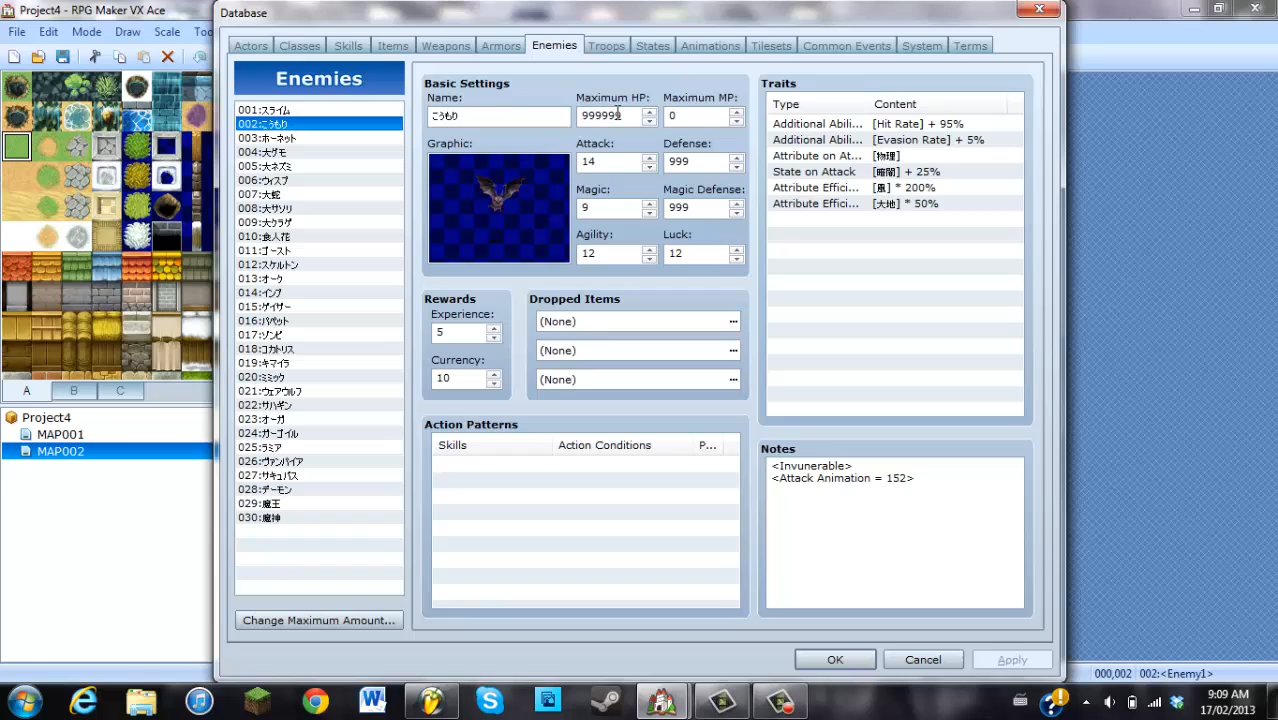 Project4 - RPG Maker VX Ace
Database
File Edit Mode Draw Scale Too
Actors Classes Skills Items Weapons Armors Enemies Troops States Animations Tilesets Common Events System Terms
Enemies
001:スライム
002:こうもり
003:ホーネット
004:大グモ
005:大ネズミ
006:ウィスプ
007:大蛇
008:大サソリ
009:大クラゲ
010:食人花
011:ゴースト
012:スケルトン
013:オーク
014:インプ
015:ゲイザー
016:パペット
017:ゾンビ
018:コカトリス
019:キマイラ
020:ミミック
021:ウェアウルフ
022:サハギン
023:オーガ
024:ガーゴイル
025:ラミア
026:ヴァンパイア
027:サキュバス
028:デーモン
029:魔王
030:魔神
Change Maximum Amount...
Basic Settings
Name: Maximum HP: Maximum MP:
こうもり 999999 0
Graphic: Attack: Defense:
14 999
Magic: Magic Defense:
9 999
Agility: Luck:
12 12
Rewards
Experience:
5
Currency:
10
Dropped Items
(None)
(None)
(None)
Action Patterns
Skills Action Conditions P...
Traits
Type Content
Additional Abili... [Hit Rate] + 95%
Additional Abili... [Evasion Rate] + 5%
Attribute on At... [物理]
State on Attack [暗闇] + 25%
Attribute Effici... [風] * 200%
Attribute Effici... [大地] * 50%
Notes
<Invunerable>
<Attack Animation = 152>
OK Cancel Apply
A B C
Project4
MAP001
MAP002
000,002 002:<Enemy1>
9:09 AM
17/02/2013